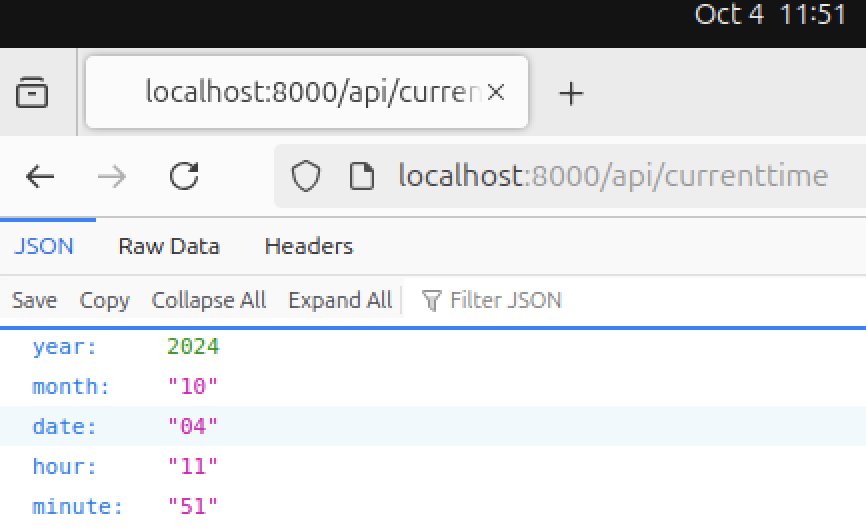 Oct 4 11:51
localhost:8000/api/curren
localhost:8000/api/currenttime
JSON Raw Data Headers
Save Copy Collapse All Expand All Filter JSON
year: 2024
month: "10"
date: "04"
hour: "11"
minute: "51"